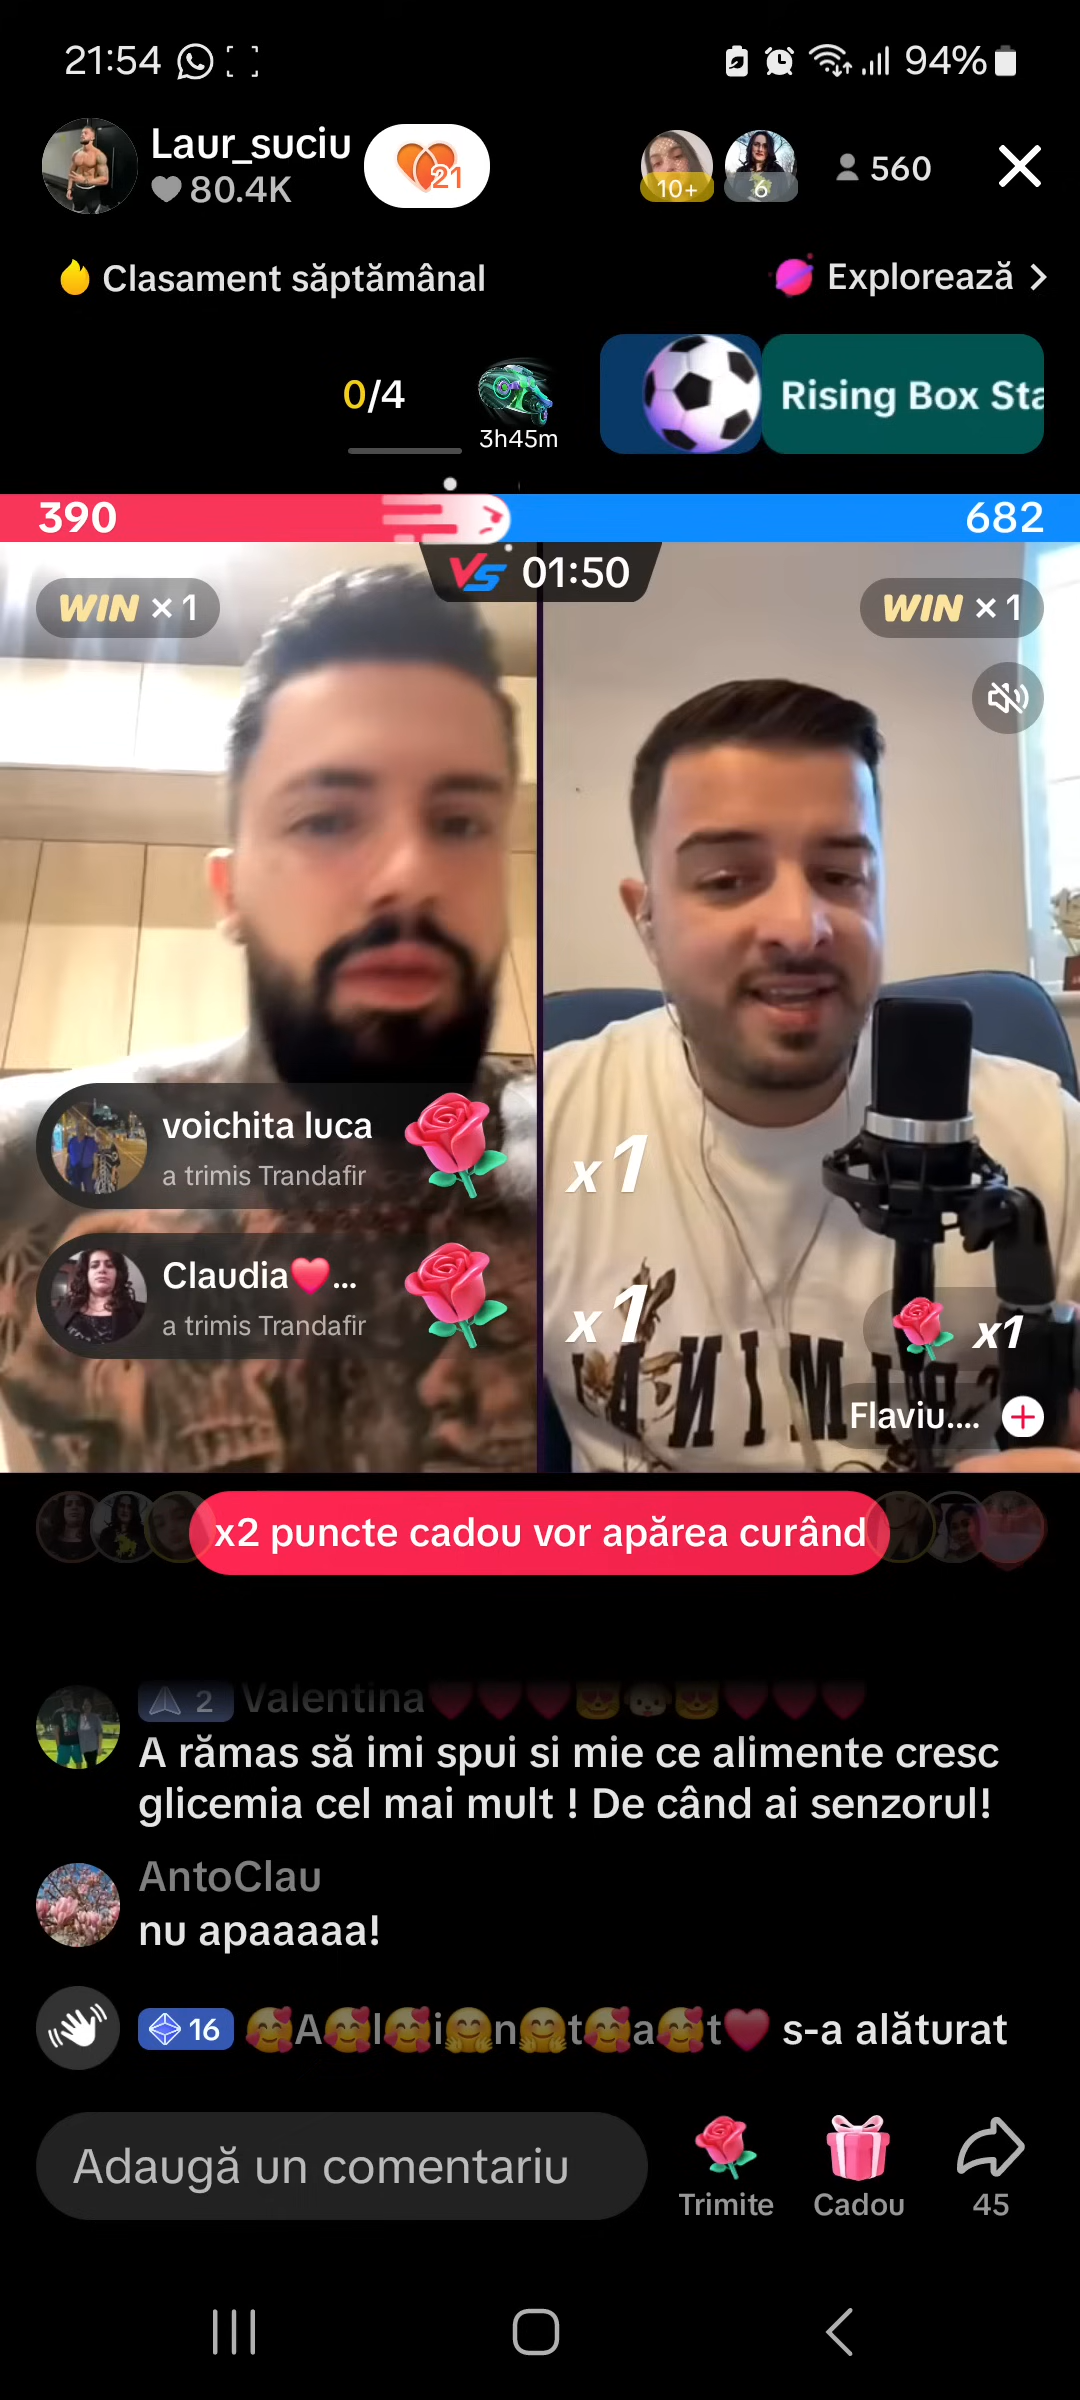 21:54
94%
Laur_suciu
80.4K
21
10+
6
560
Clasament săptămânal
Explorează
0/4
3h45m
Rising Box Sta
390
682
VS 01:50
WIN × 1
WIN × 1
voichita luca
a trimis Trandafir
x1
Claudia❤️...
a trimis Trandafir
x1
x1
Flaviu....
x2 puncte cadou vor apărea curând
2 Valentina❤️❤️❤️😍🐶😍❤️❤️❤️
A rămas să imi spui si mie ce alimente cresc
glicemia cel mai mult ! De când ai senzorul!
AntoClau
nu apaaaaa!
16 🥰A🥰l🥰i🤗n🤗t🥰a🥰t❤️ s-a alăturat
Adaugă un comentariu
Trimite
Cadou
45